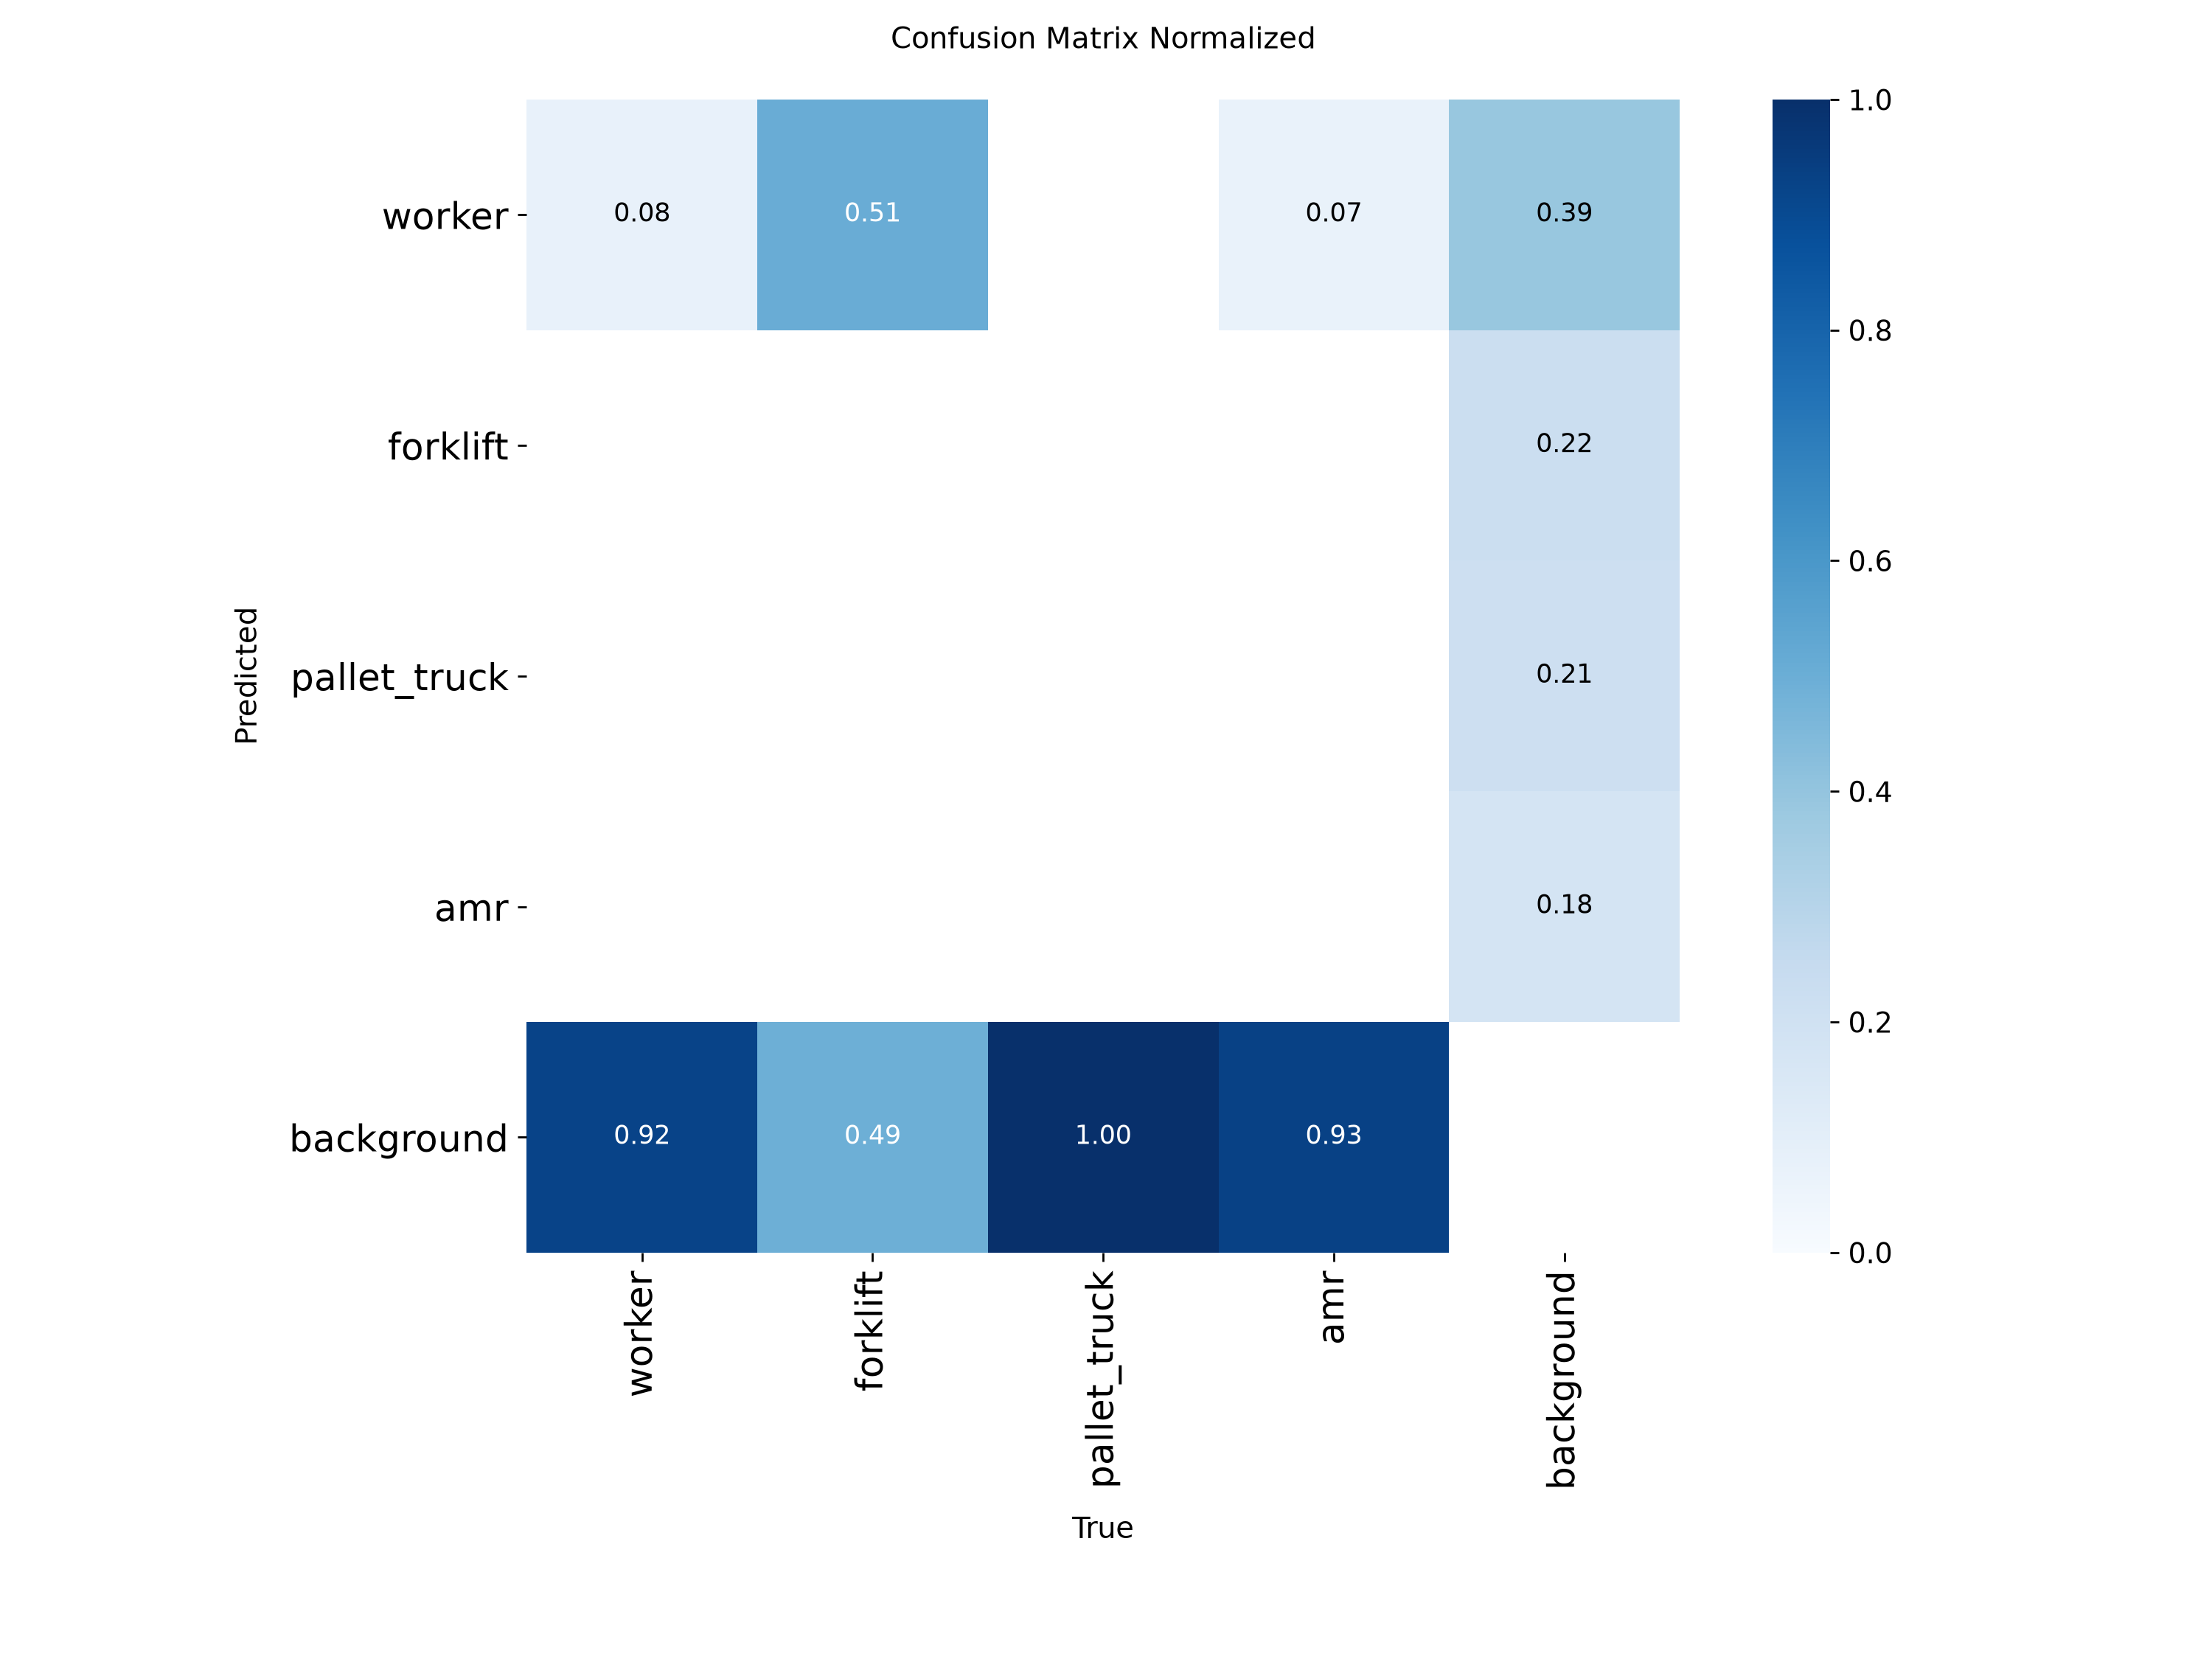 Confusion Matrix Normalized
1.0
worker
0.08
0.51
0.07
0.39
0.8
forklift
0.22
0.6
Predicted
pallet_truck
0.21
0.4
amr
0.18
0.2
background
0.92
0.49
1.00
0.93
0.0
worker
forklift
pallet_truck
amr
background
True